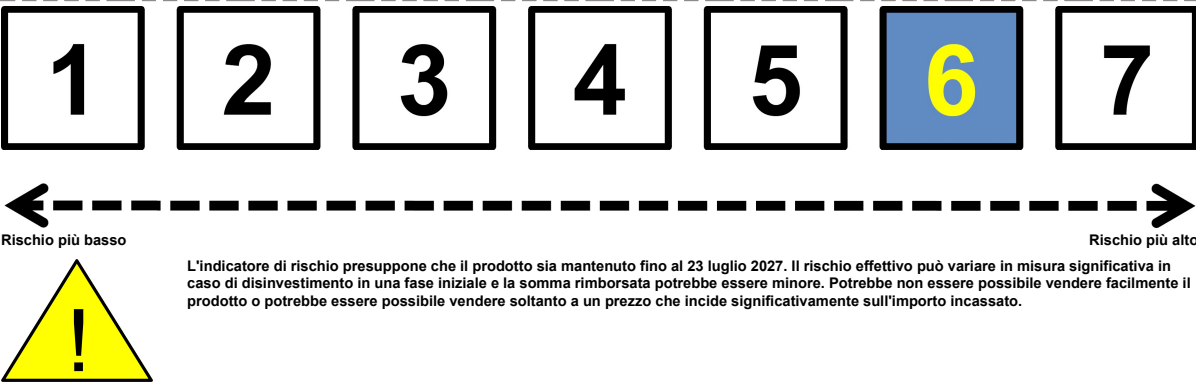 1 2 3 4 5 6 7
Rischio più basso Rischio più alto
L'indicatore di rischio presuppone che il prodotto sia mantenuto fino al 23 luglio 2027. Il rischio effettivo può variare in misura significativa in
caso di disinvestimento in una fase iniziale e la somma rimborsata potrebbe essere minore. Potrebbe non essere possibile vendere facilmente il
prodotto o potrebbe essere possibile vendere soltanto a un prezzo che incide significativamente sull'importo incassato.
!